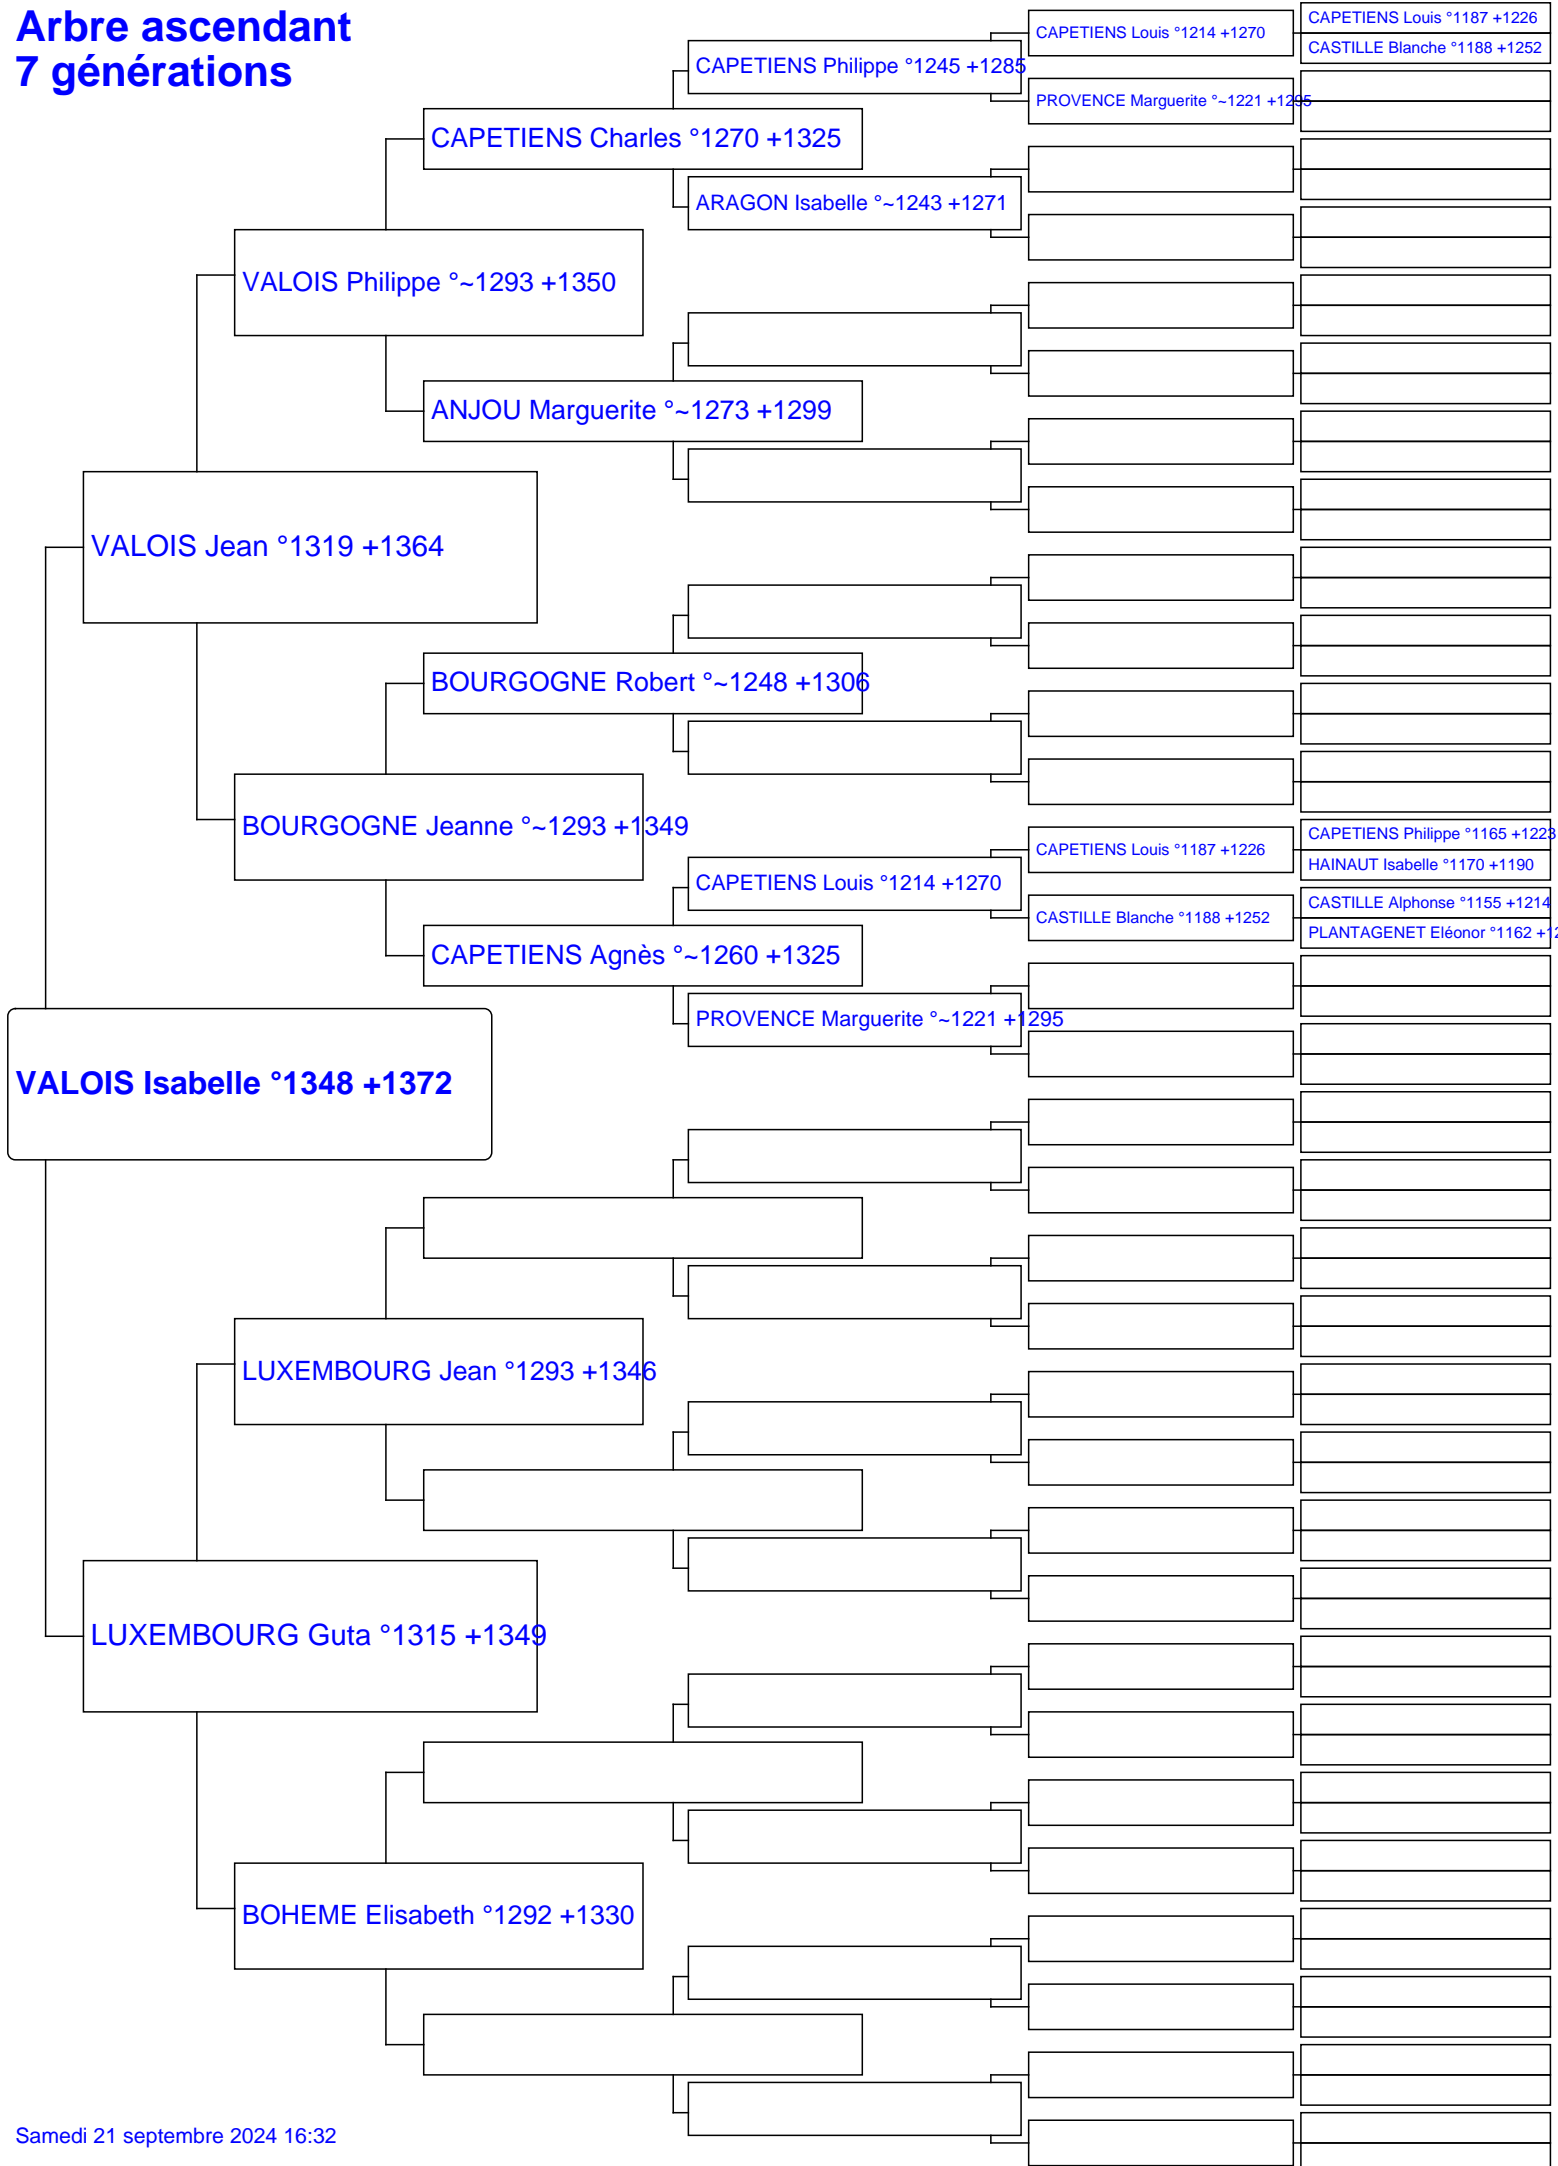 Arbre ascendant
7 générations
CAPETIENS Louis °1187 +1226
CAPETIENS Louis °1214 +1270
CASTILLE Blanche °1188 +1252
CAPETIENS Philippe °1245 +1285
PROVENCE Marguerite °~1221 +1295
CAPETIENS Charles °1270 +1325
ARAGON Isabelle °~1243 +1271
VALOIS Philippe °~1293 +1350
ANJOU Marguerite °~1273 +1299
VALOIS Jean °1319 +1364
BOURGOGNE Robert °~1248 +1306
BOURGOGNE Jeanne °~1293 +1349
CAPETIENS Philippe °1165 +1223
CAPETIENS Louis °1187 +1226
HAINAUT Isabelle °1170 +1190
CAPETIENS Louis °1214 +1270
CASTILLE Alphonse °1155 +1214
CASTILLE Blanche °1188 +1252
PLANTAGENET Eléonor °1162
CAPETIENS Agnès °~1260 +1325
PROVENCE Marguerite °~1221 +1295
VALOIS Isabelle °1348 +1372
LUXEMBOURG Jean °1293 +1346
LUXEMBOURG Guta °1315 +1349
BOHEME Elisabeth °1292 +1330
Samedi 21 septembre 2024 16:32